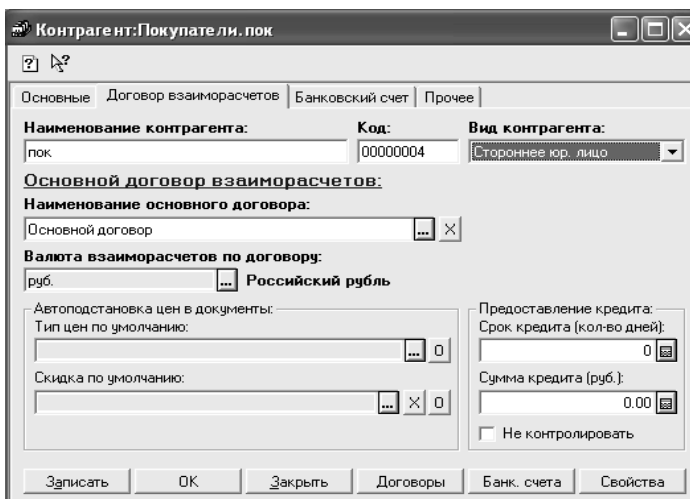 Контрагент:Покупатели.пок
Основные Договор взаиморасчетов Банковский счет Прочее
Наименование контрагента: Код: Вид контрагента:
пок 00000004 Стороннее юр. лицо
Основной договор взаиморасчетов:
Наименование основного договора:
Основной договор ... X
Валюта взаиморасчетов по договору:
руб. ... Российский рубль
Автоподстановка цен в документы: Предоставление кредита:
Тип цен по умолчанию: Срок кредита (кол-во дней):
... 0 0
Скидка по умолчанию: Сумма кредита (руб.):
... X 0 0.00
Не контролировать
Записать OK Закрыть Договоры Банк. счета Свойства